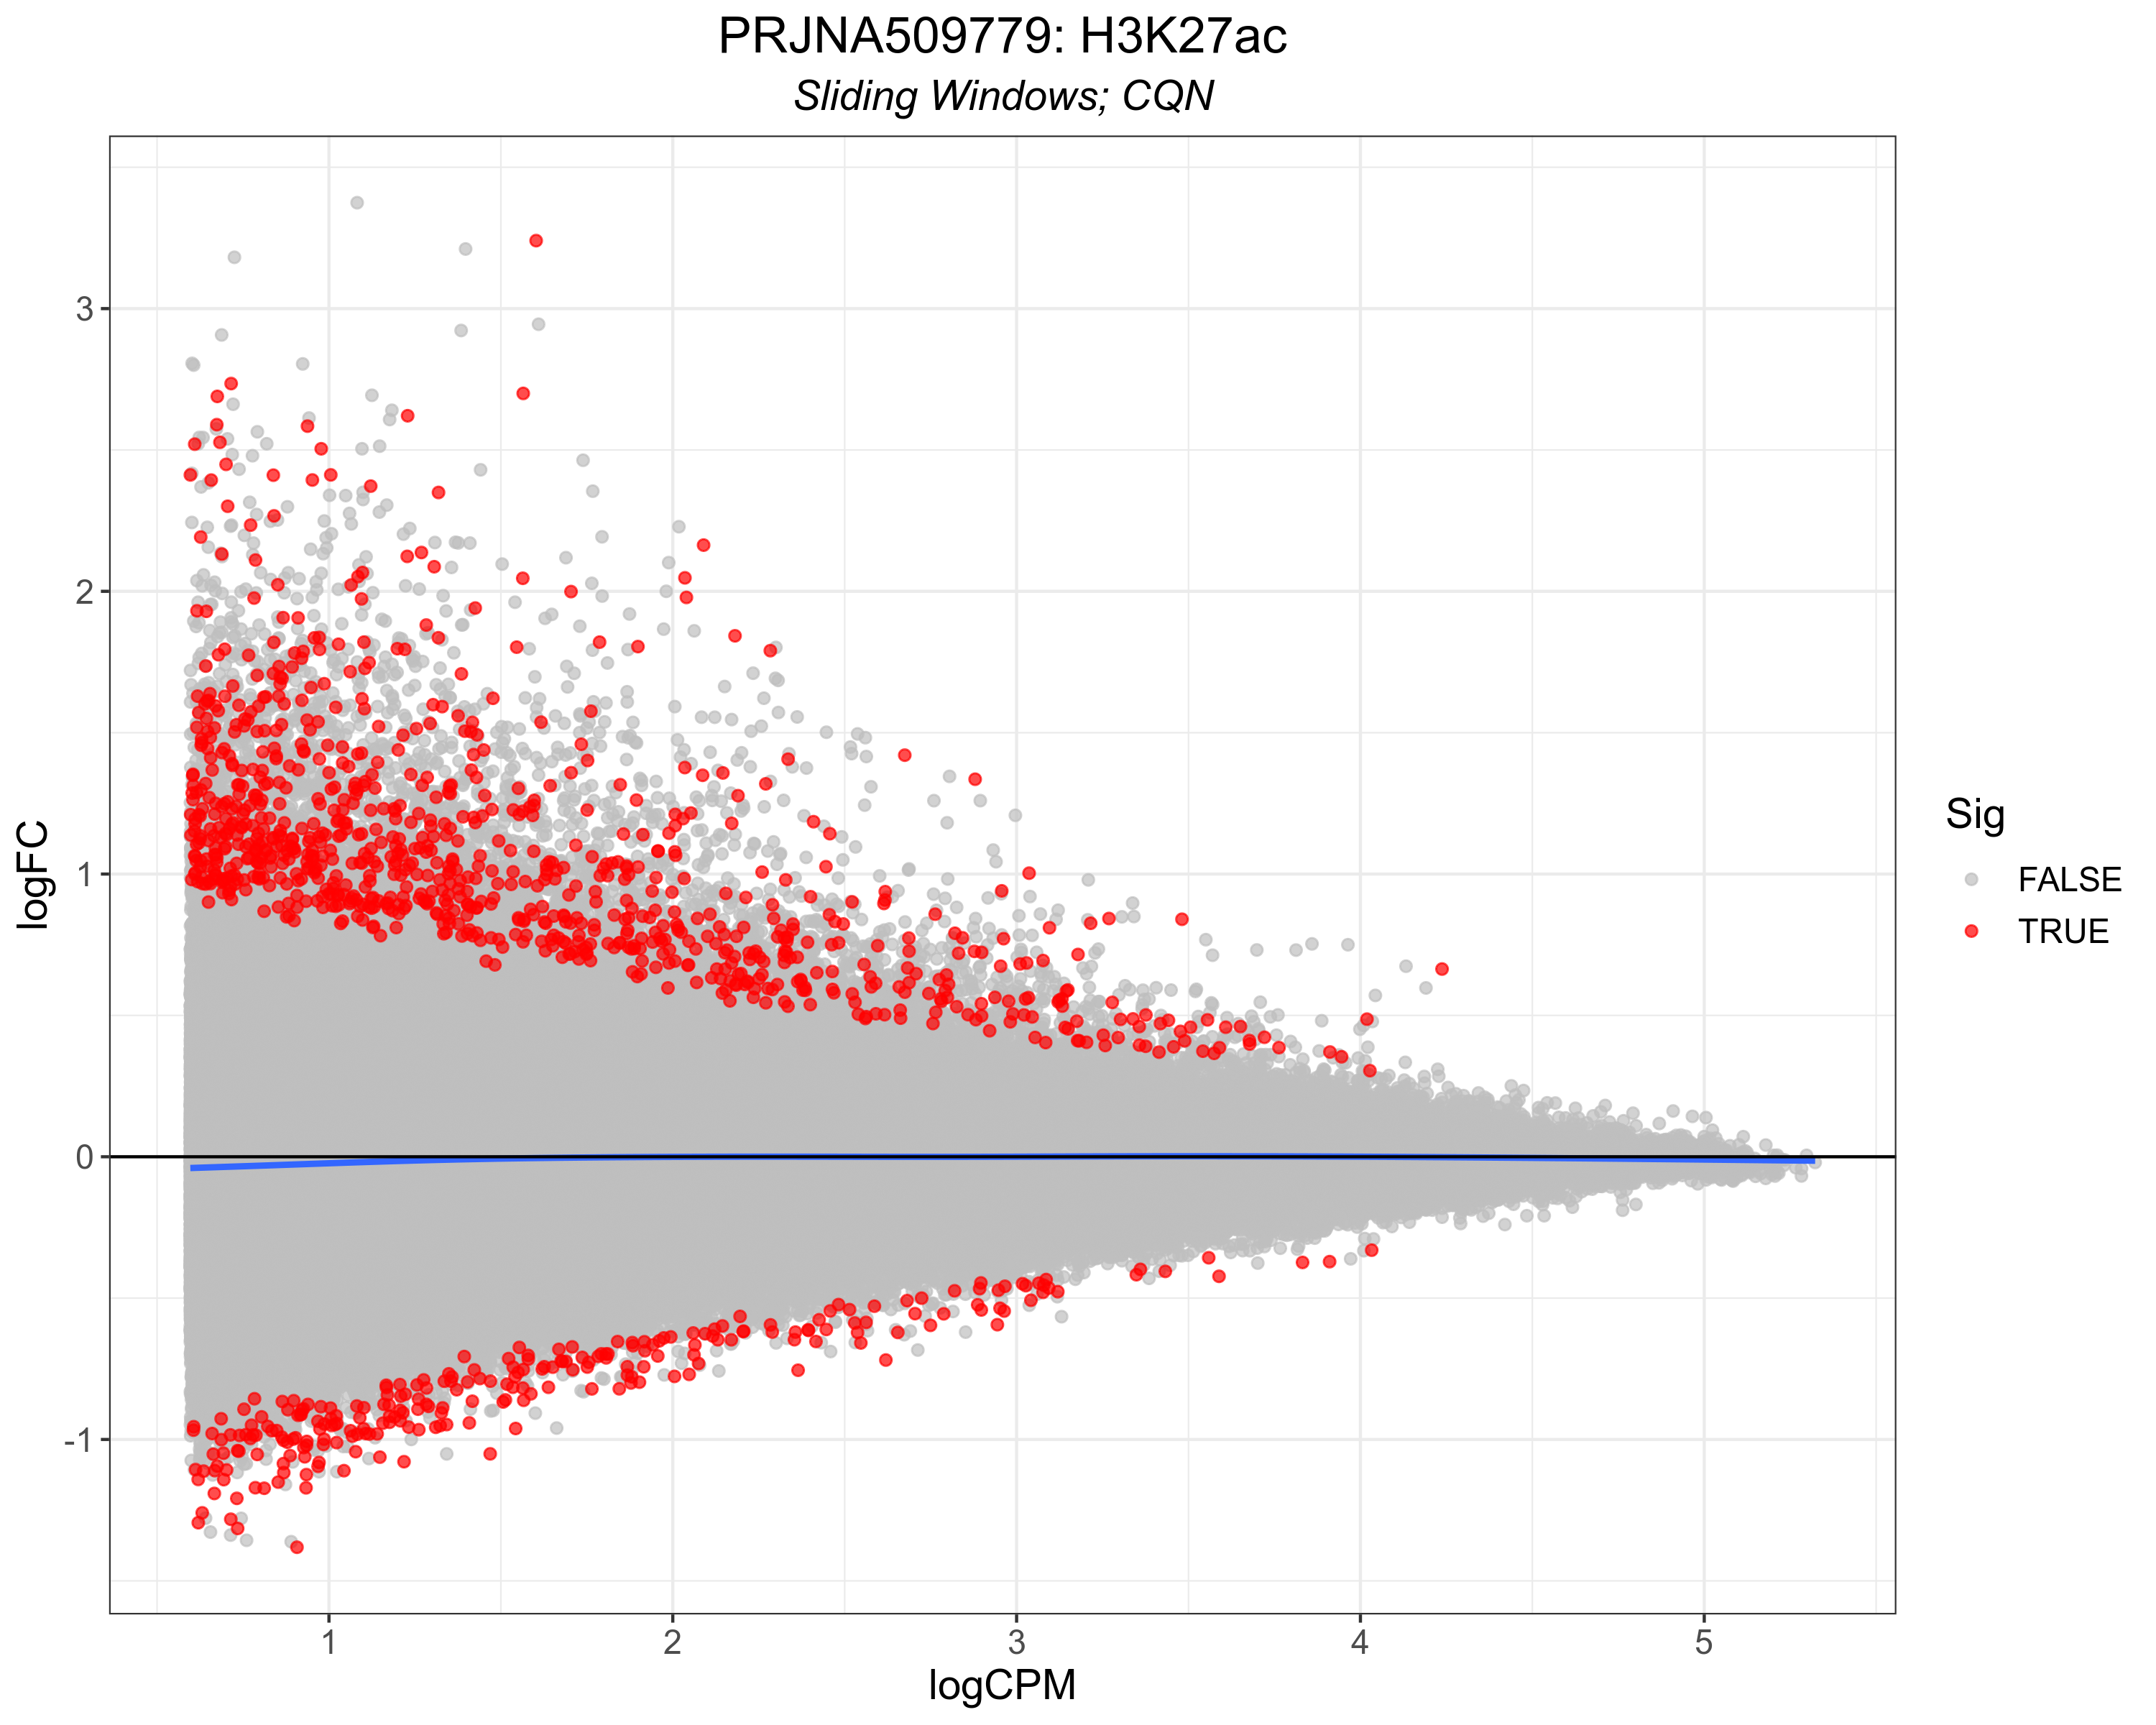 PRJNA509779: H3K27ac
Sliding Windows; CQN
logFC
3
2
1
0
-1
1 2 3 4 5
logCPM
Sig
FALSE
TRUE